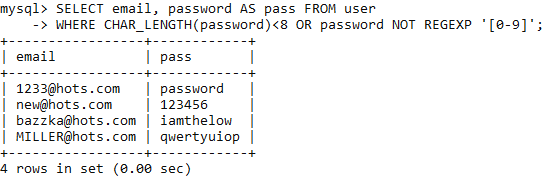 mysql> SELECT email, password AS pass FROM user
    -> WHERE CHAR_LENGTH(password)<8 OR password NOT REGEXP '[0-9]';
+-----------------+------------+
| email           | pass       |
+-----------------+------------+
| 1233@hots.com   | password   |
| new@hots.com    | 123456     |
| bazzka@hots.com | iamthelow  |
| MILLER@hots.com | qwertyuiop |
+-----------------+------------+
4 rows in set (0.00 sec)